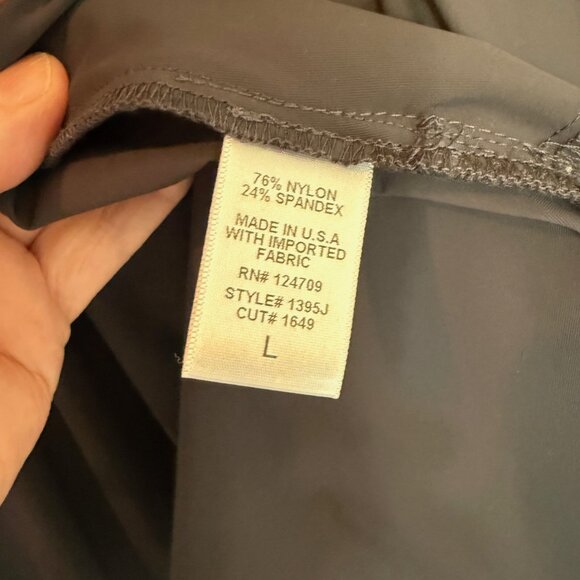 76% NYLON
24% SPANDEX
MADE IN U.S.A
WITH IMPORTED
FABRIC
RN# 124709
STYLE# 1395J
CUT# 1649
L